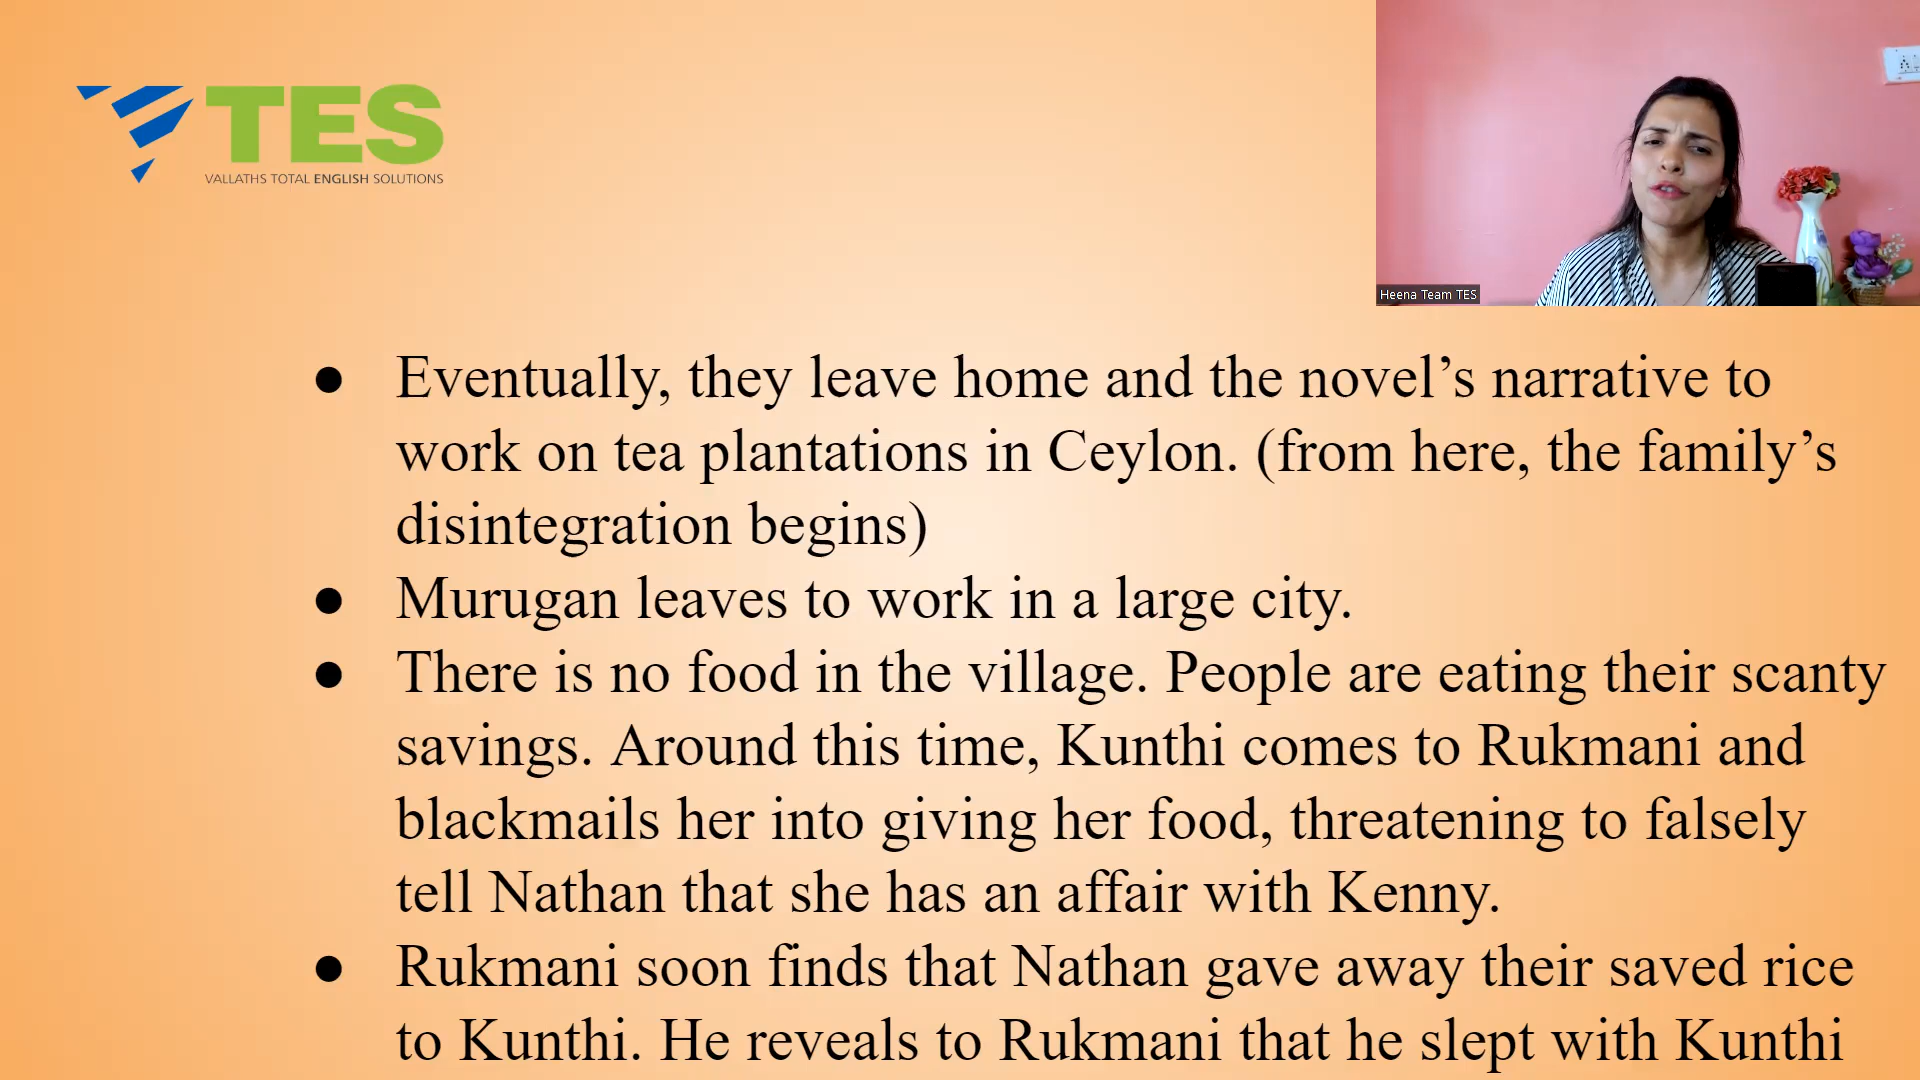 TES
VALLATHS TOTAL ENGLISH SOLUTIONS
Heena Team TES
● Eventually, they leave home and the novel’s narrative to
work on tea plantations in Ceylon. (from here, the family’s
disintegration begins)
● Murugan leaves to work in a large city.
● There is no food in the village. People are eating their scanty
savings. Around this time, Kunthi comes to Rukmani and
blackmails her into giving her food, threatening to falsely
tell Nathan that she has an affair with Kenny.
● Rukmani soon finds that Nathan gave away their saved rice
to Kunthi. He reveals to Rukmani that he slept with Kunthi